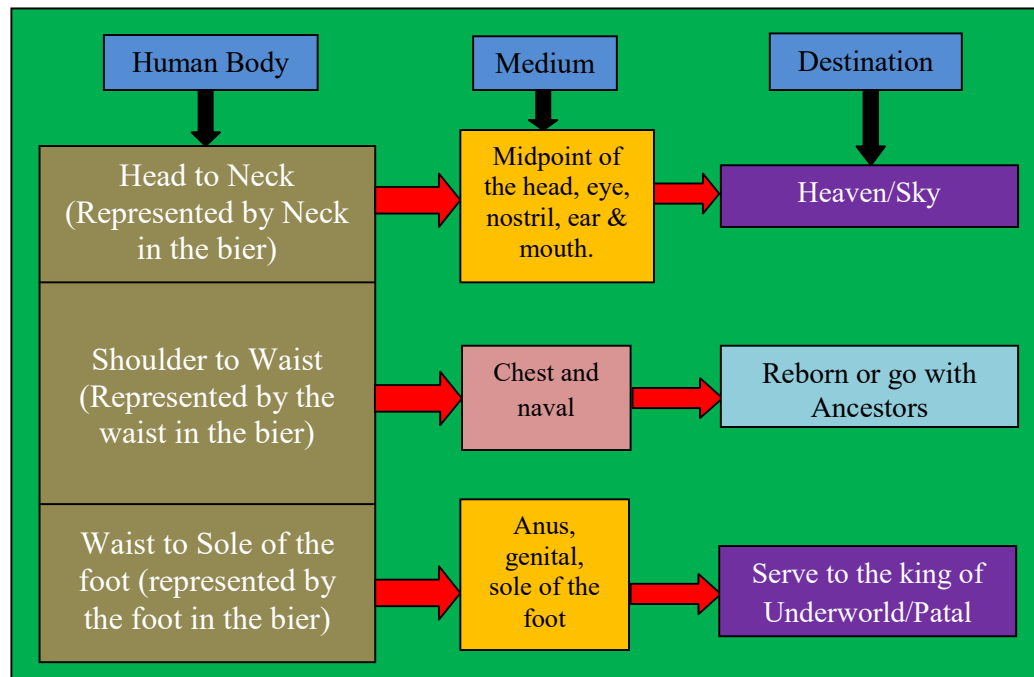 Human Body
Medium
Destination
Head to Neck
(Represented by Neck
in the bier)
Midpoint of
the head, eye,
nostril, ear &
mouth.
Heaven/Sky
Shoulder to Waist
(Represented by the
waist in the bier)
Chest and
naval
Reborn or go with
Ancestors
Waist to Sole of the
foot (represented by
the foot in the bier)
Anus,
genital,
sole of the
foot
Serve to the king of
Underworld/Patal